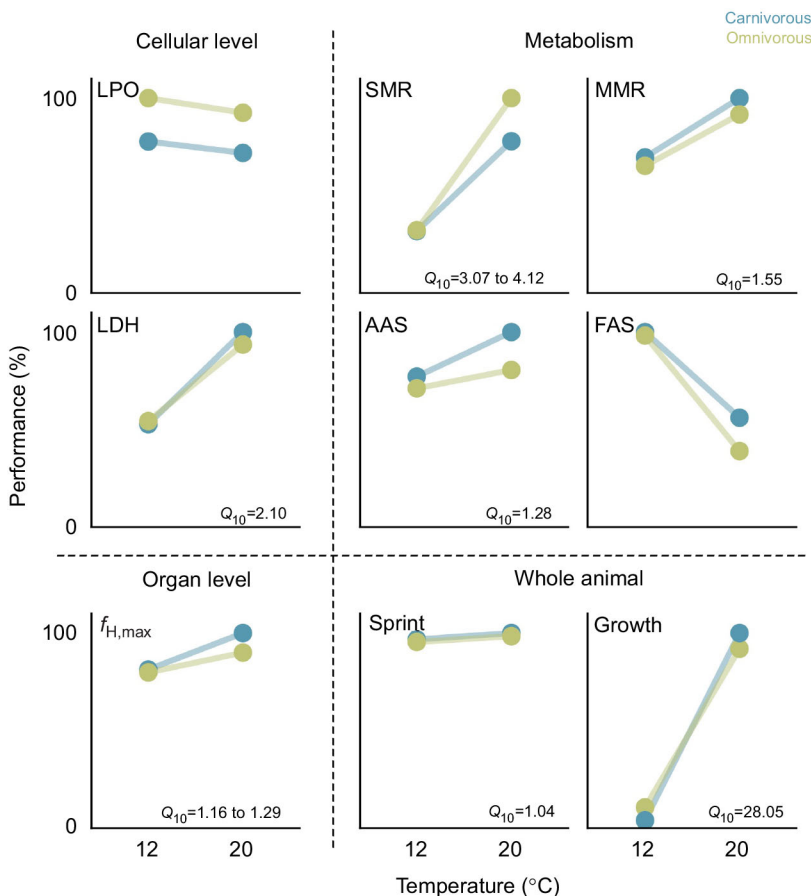 Carnivorous
Omnivorous
Cellular level
Metabolism
LPO
SMR
MMR
100
0
Q10=3.07 to 4.12
Q10=1.55
LDH
AAS
FAS
100
0
Q10=2.10
Q10=1.28
Performance (%)
Organ level
Whole animal
fH,max
Sprint
Growth
100
0
Q10=1.16 to 1.29
Q10=1.04
Q10=28.05
12 20 12 20 12 20
Temperature (°C)